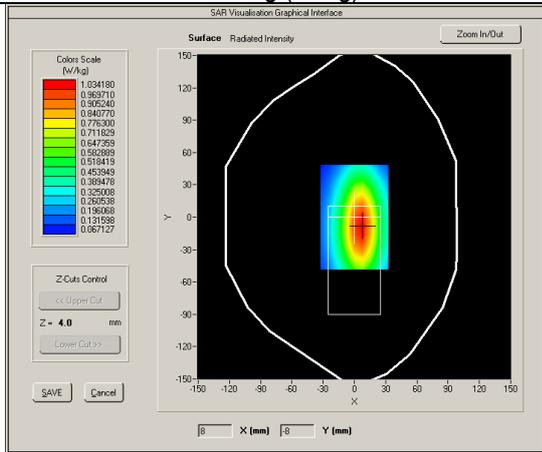 SAR Visualisation Graphical Interface
Surface Radiated Intensity
Zoom In/Out
Colors Scale
(W/kg)
1.034180
0.969710
0.905240
0.840770
0.776300
0.711829
0.647359
0.582889
0.518419
0.453949
0.389478
0.325008
0.260538
0.196068
0.131598
0.067127
Z-Cuts Control
<< Upper Cut
Z = 4.0 mm
Lower Cut >>
SAVE Cancel
150-
120-
90-
60-
30-
Y 0-
-30-
-60-
-90-
-120-
-150-
-150 -120 -90 -60 -30 0 30 60 90 120 150
X
8 X (mm) -8 Y (mm)